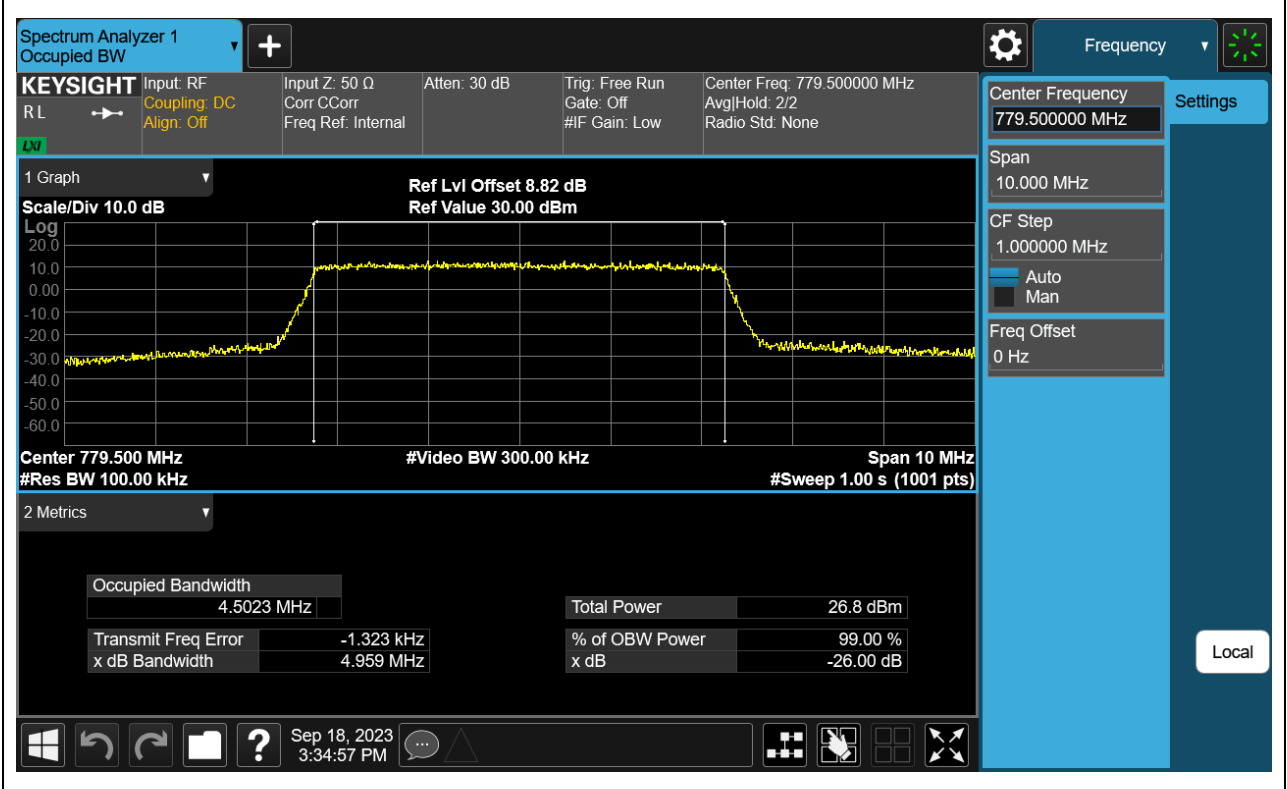 Spectrum Analyzer 1
Occupied BW
+
Frequency
KEYSIGHT
R L
LXI
Input: RF
Coupling: DC
Align: Off
Input Z: 50 Ω
Corr CCorr
Freq Ref: Internal
Atten: 30 dB
Trig: Free Run
Gate: Off
#IF Gain: Low
Center Freq: 779.500000 MHz
Avg|Hold: 2/2
Radio Std: None
Center Frequency
779.500000 MHz
Settings
Span
10.000 MHz
CF Step
1.000000 MHz
Auto
Man
Freq Offset
0 Hz
Local
1 Graph
Scale/Div 10.0 dB
Ref Lvl Offset 8.82 dB
Ref Value 30.00 dBm
Log
20.0
10.0
0.00
-10.0
-20.0
-30.0
-40.0
-50.0
-60.0
Center 779.500 MHz
#Video BW 300.00 kHz
Span 10 MHz
#Res BW 100.00 kHz
#Sweep 1.00 s (1001 pts)
2 Metrics
Occupied Bandwidth
4.5023 MHz
Total Power 26.8 dBm
Transmit Freq Error -1.323 kHz
% of OBW Power 99.00 %
x dB Bandwidth 4.959 MHz
x dB -26.00 dB
?
Sep 18, 2023
3:34:57 PM